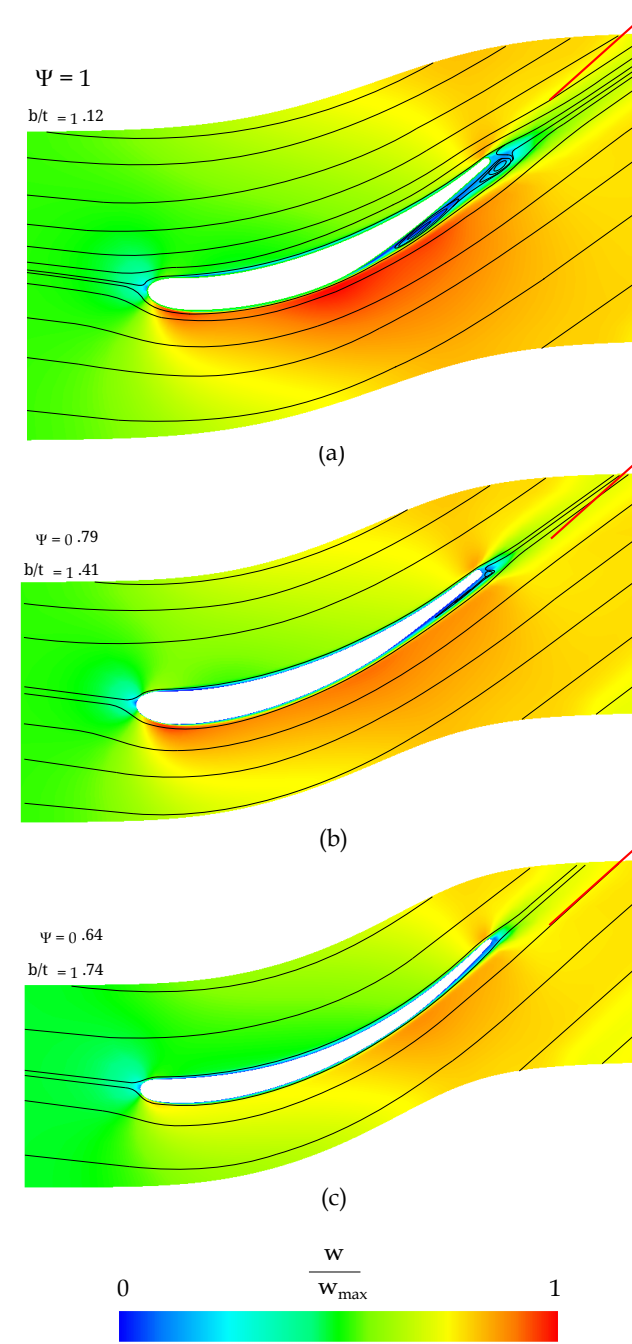 Ψ = 1
b/t = 1 .12
(a)
Ψ = 0 .79
b/t = 1 .41
(b)
Ψ = 0 .64
b/t = 1 .74
(c)
w
0 1
w_max